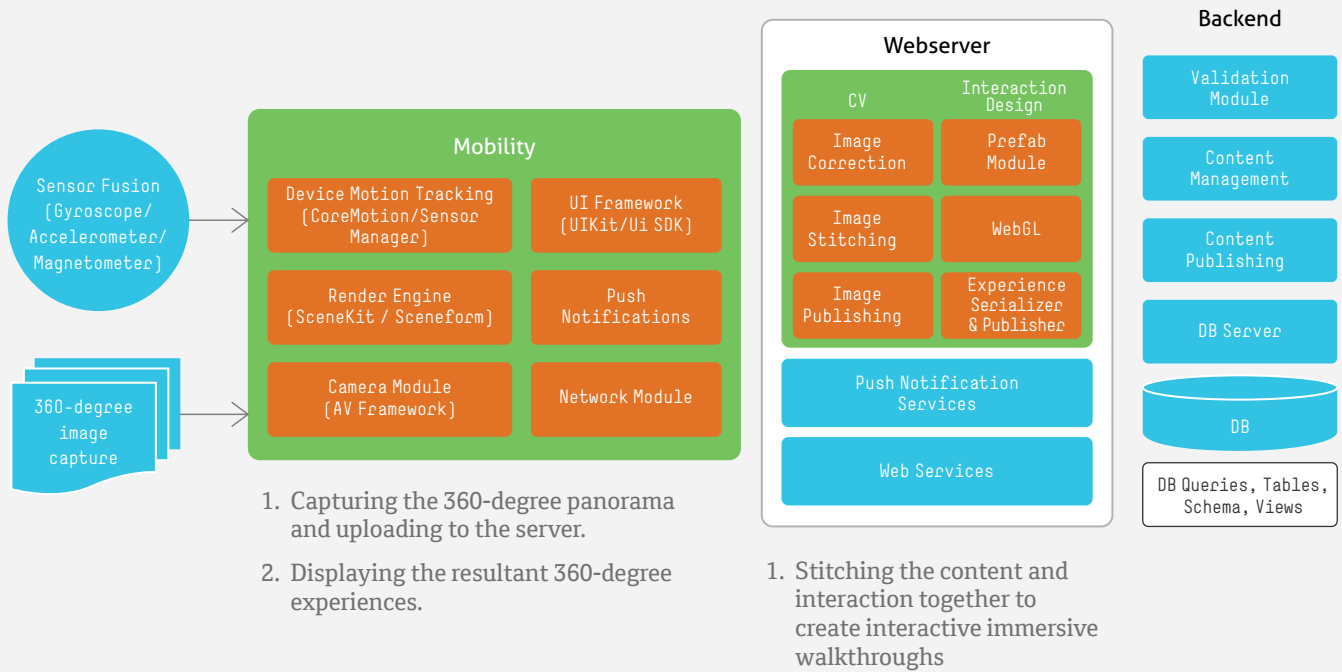 Sensor Fusion
(Gyroscope/
Accelerometer/
Magnetometer)
360-degree
image
capture
Mobility
Device Motion Tracking
(CoreMotion/Sensor
Manager)
UI Framework
(UIKit/Ui SDK)
Render Engine
(SceneKit / Sceneform)
Push
Notifications
Camera Module
(AV Framework)
Network Module
1. Capturing the 360-degree panorama
and uploading to the server.
2. Displaying the resultant 360-degree
experiences.
Webserver
CV
Interaction
Design
Image
Correction
Prefab
Module
Image
Stitching
WebGL
Image
Publishing
Experience
Serializer
& Publisher
Push Notification
Services
Web Services
1. Stitching the content and
interaction together to
create interactive immersive
walkthroughs
Backend
Validation
Module
Content
Management
Content
Publishing
DB Server
DB
DB Queries, Tables,
Schema, Views